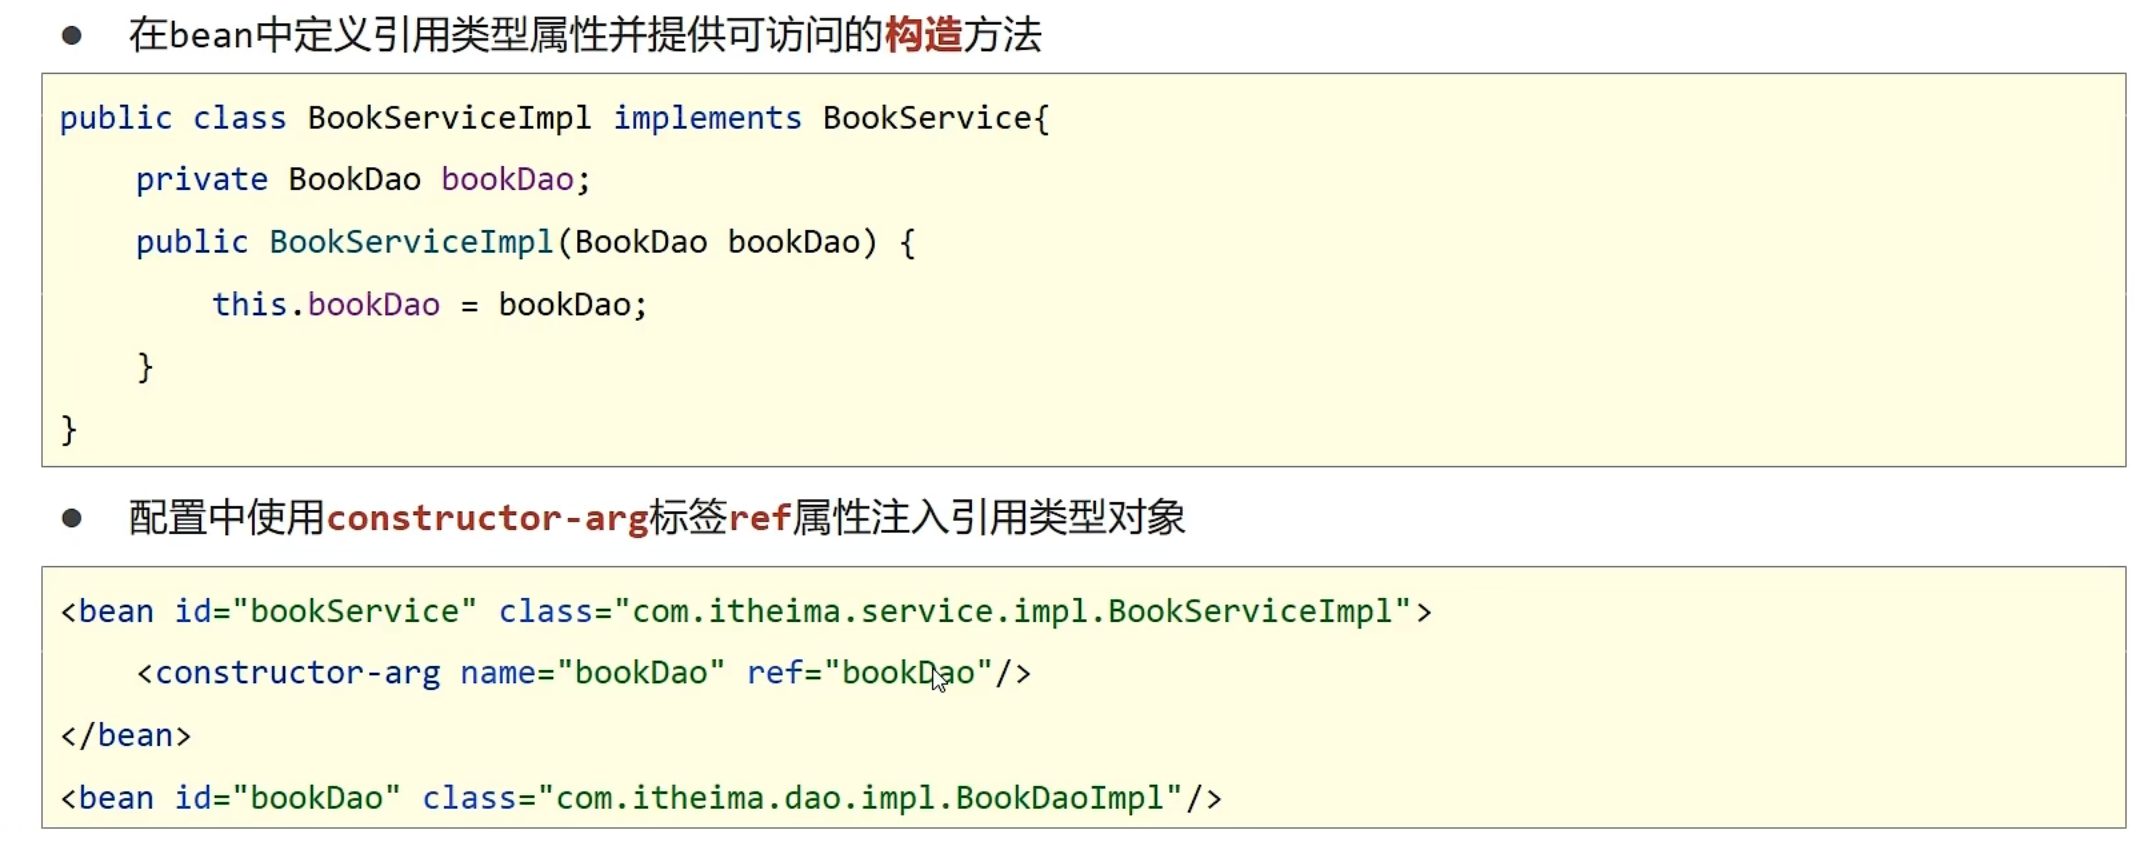 ● 在bean中定义引用类型属性并提供可访问的构造方法
public class BookServiceImpl implements BookService{
    private BookDao bookDao;
    public BookServiceImpl(BookDao bookDao) {
        this.bookDao = bookDao;
    }
}
● 配置中使用constructor-arg标签ref属性注入引用类型对象
<bean id="bookService" class="com.itheima.service.impl.BookServiceImpl">
    <constructor-arg name="bookDao" ref="bookDao"/>
</bean>
<bean id="bookDao" class="com.itheima.dao.impl.BookDaoImpl"/>